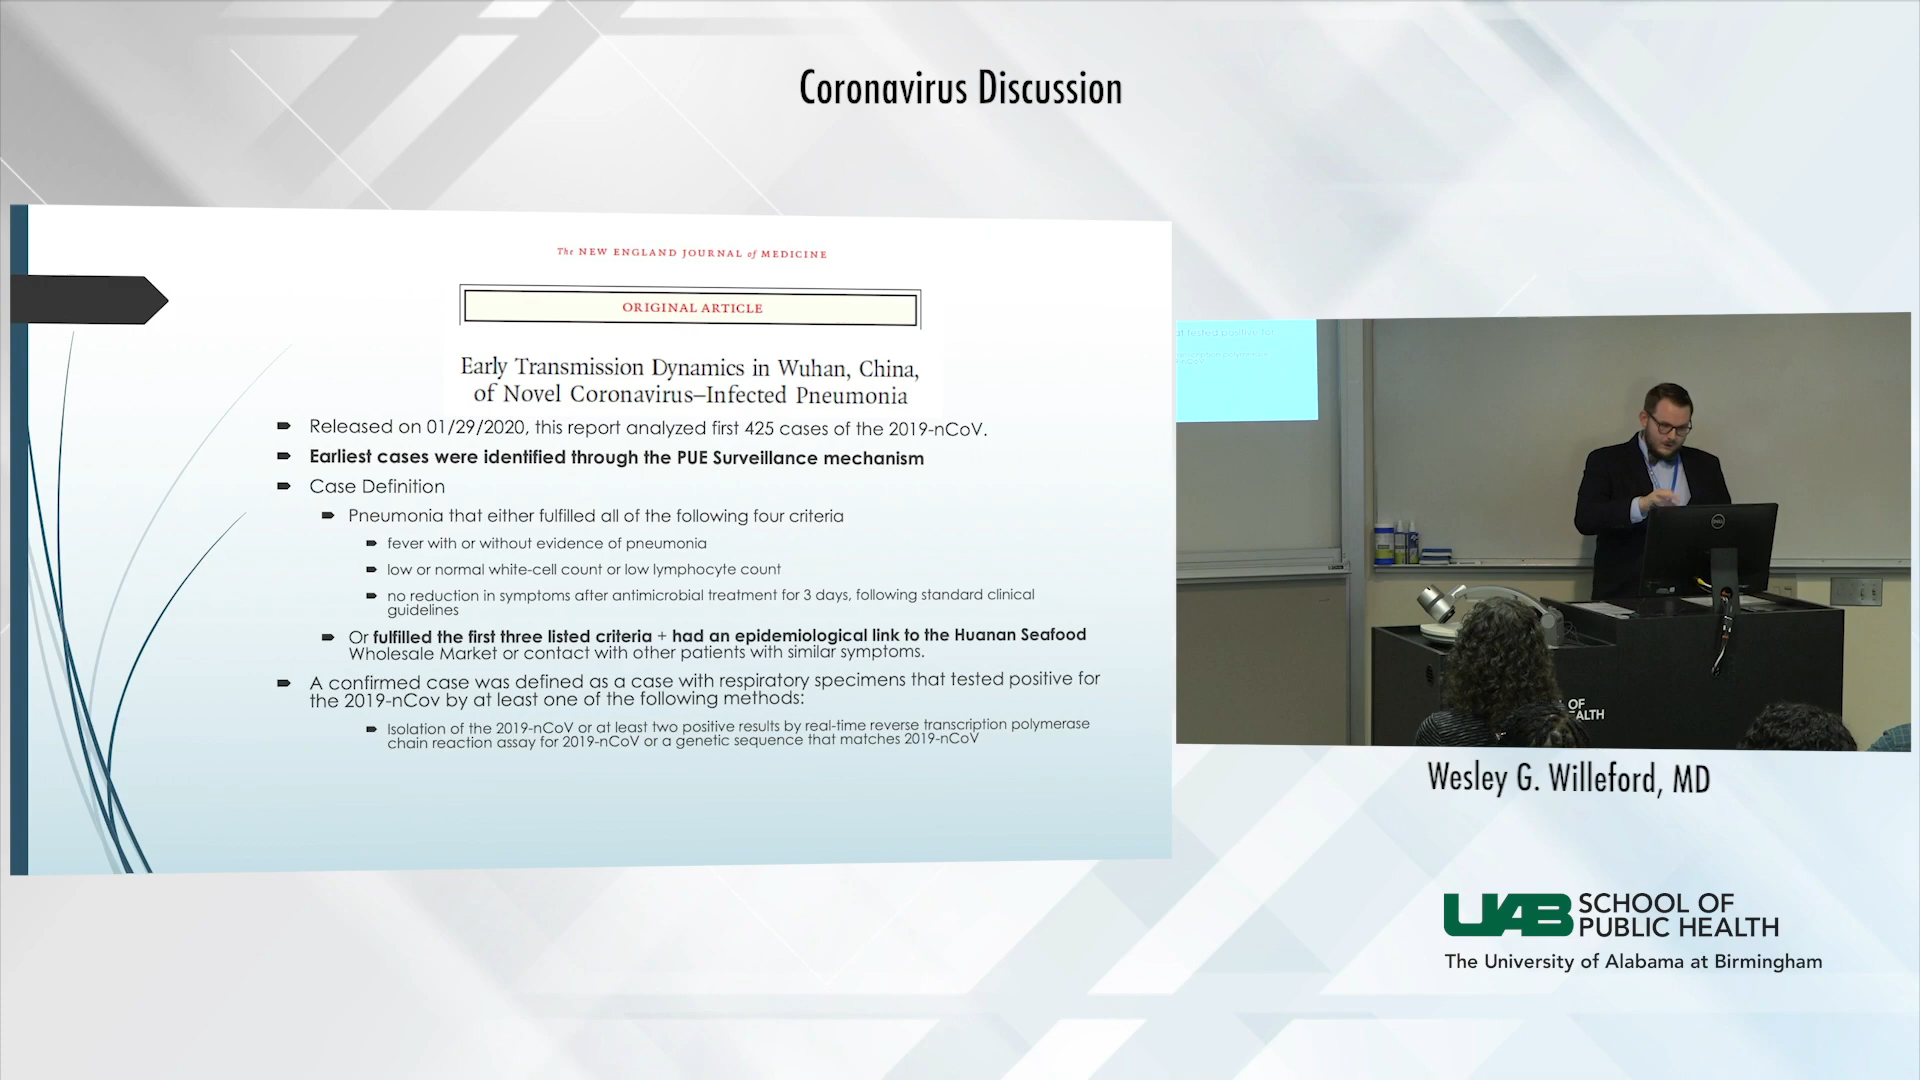 Coronavirus Discussion
The NEW ENGLAND JOURNAL of MEDICINE
ORIGINAL ARTICLE
Early Transmission Dynamics in Wuhan, China,
of Novel Coronavirus–Infected Pneumonia
Released on 01/29/2020, this report analyzed first 425 cases of the 2019-nCoV.
Earliest cases were identified through the PUE Surveillance mechanism
Case Definition
Pneumonia that either fulfilled all of the following four criteria
fever with or without evidence of pneumonia
low or normal white-cell count or low lymphocyte count
no reduction in symptoms after antimicrobial treatment for 3 days, following standard clinical
guidelines
Or fulfilled the first three listed criteria + had an epidemiological link to the Huanan Seafood
Wholesale Market or contact with other patients with similar symptoms.
A confirmed case was defined as a case with respiratory specimens that tested positive for
the 2019-nCov by at least one of the following methods:
Isolation of the 2019-nCoV or at least two positive results by real-time reverse transcription polymerase
chain reaction assay for 2019-nCoV or a genetic sequence that matches 2019-nCoV
at tested positive for
DELL
OF
ALTH
Wesley G. Willeford, MD
UAB SCHOOL OF
PUBLIC HEALTH
The University of Alabama at Birmingham